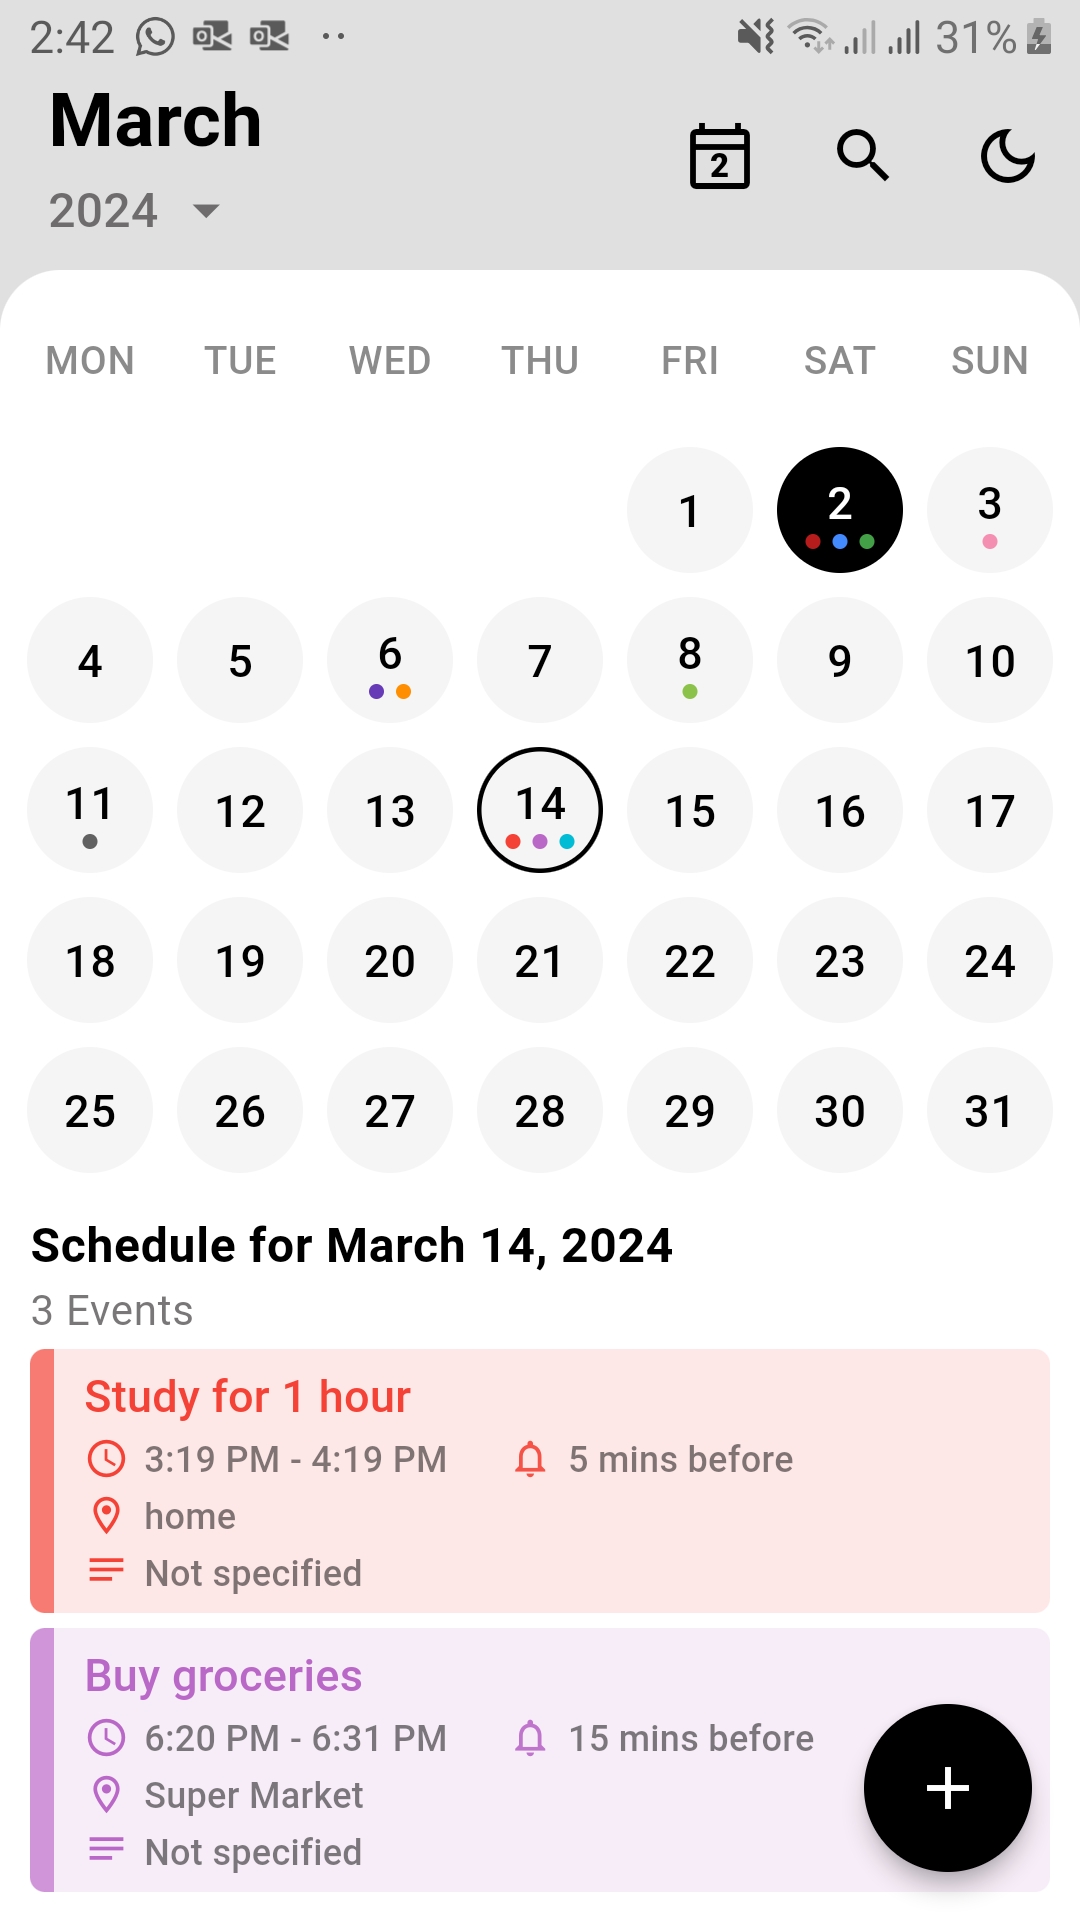 2:42 31%
March
2
2024
MON TUE WED THU FRI SAT SUN
1 2 3
4 5 6 7 8 9 10
11 12 13 14 15 16 17
18 19 20 21 22 23 24
25 26 27 28 29 30 31
Schedule for March 14, 2024
3 Events
Study for 1 hour
3:19 PM - 4:19 PM 5 mins before
home
Not specified
Buy groceries
6:20 PM - 6:31 PM 15 mins before
Super Market
Not specified